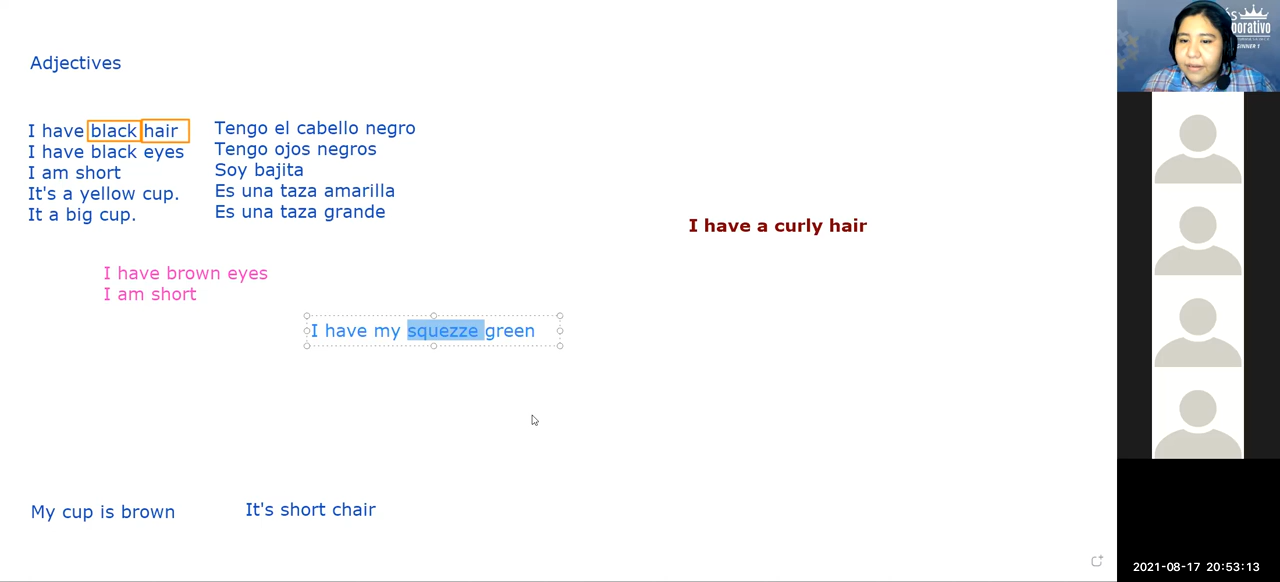 Adjectives
I have black hair
I have black eyes
I am short
It's a yellow cup.
It a big cup.
Tengo el cabello negro
Tengo ojos negros
Soy bajita
Es una taza amarilla
Es una taza grande
I have a curly hair
I have brown eyes
I am short
I have my squezze green
My cup is brown
It's short chair
2021-08-17 20:53:13